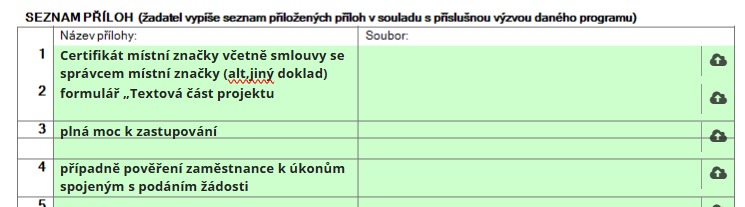 SEZNAM PŘÍLOH (žadatel vypíše seznam přiložených příloh v souladu s příslušnou výzvou daného programu)
Název přílohy: Soubor:
1 Certifikát místní značky včetně smlouvy se
správcem místní značky (alt,jiný doklad)
2 formulář „Textová část projektu
3 plná moc k zastupování
4 případně pověření zaměstnance k úkonům
spojeným s podáním žádosti
5